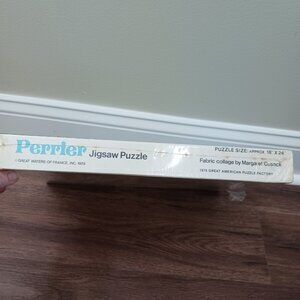 Perrier Jigsaw Puzzle
© GREAT WATERS OF FRANCE, INC. 1979
PUZZLE SIZE: APPROX. 18" X 24"
Fabric collage by Margaret Cusack
1979 GREAT AMERICAN PUZZLE FACTORY